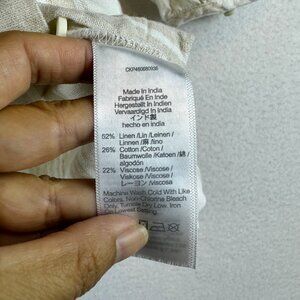 Made In India
Fabriqué En Inde
Hergestellt in Indien
Vervaardigd In India
インド製
hecho en indio
52% Linen /Lin /Leinen /
Linnen / 麻 /lino
26% Cotton /Coton /
Baumwolle /Katoen / 綿 /
algodón
22% Viscose /Viscose /
Viskose / Viscose /
レーヨン / Viscosa
Machine Wash Cold With Like
Colors, Non-Chlorine Bleach
Only, Tumble Dry Low, Iron
On Lowest Setting.